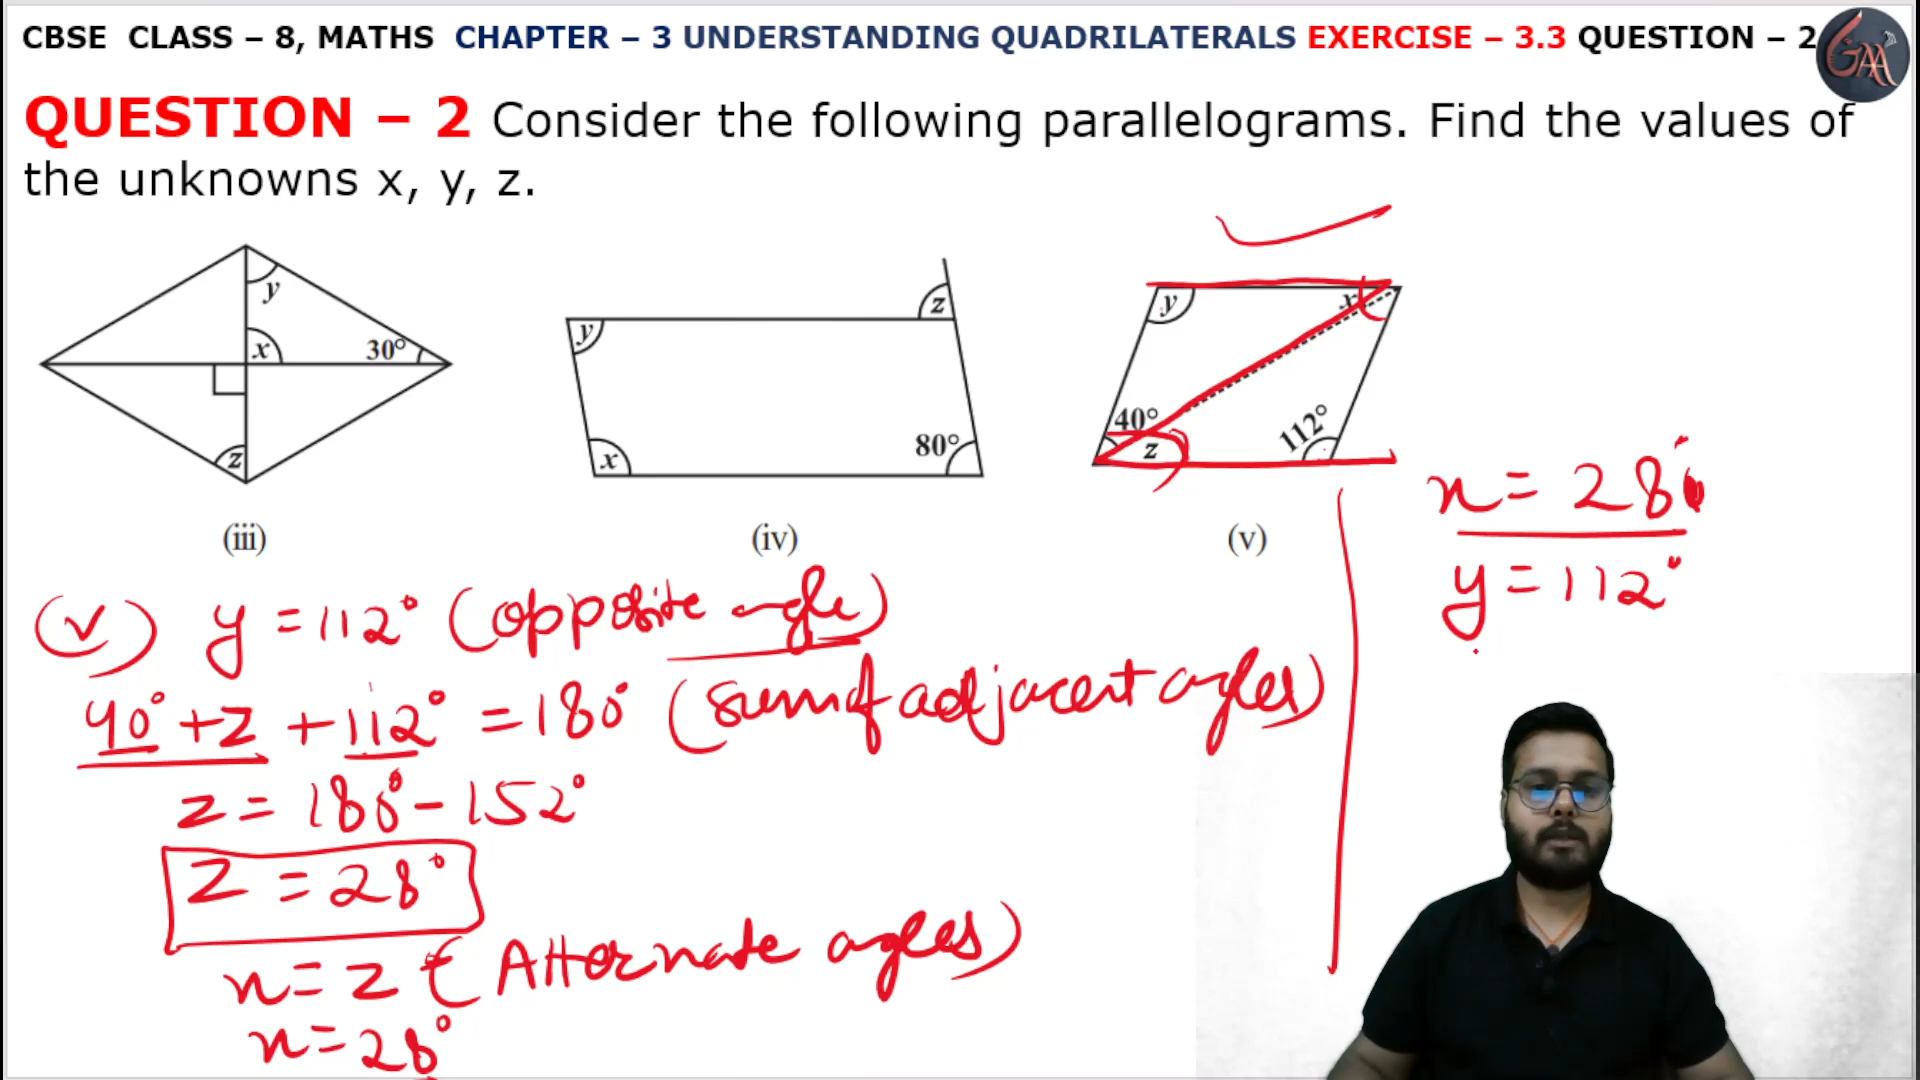 CBSE CLASS – 8, MATHS CHAPTER – 3 UNDERSTANDING QUADRILATERALS EXERCISE – 3.3 QUESTION – 2
QUESTION – 2 Consider the following parallelograms. Find the values of
the unknowns x, y, z.
y
x
30°
z
(iii)
y
z
x
80°
(iv)
y
x
40°
z
112°
(v)
(v) y = 112° (opposite angle)
40° + z + 112° = 180° (sum of adjacent angles)
z = 180° - 152°
z = 28°
x = z (Alternate angles)
x = 28°
x = 28°
y = 112°